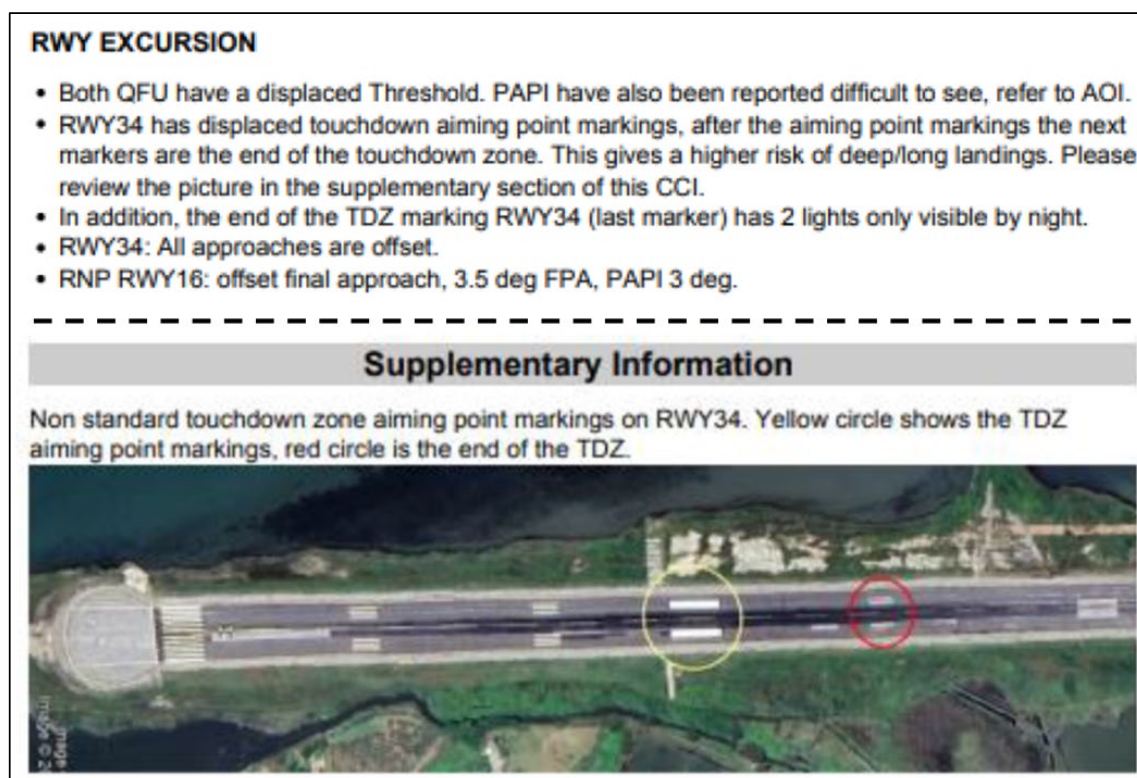 RWY EXCURSION
• Both QFU have a displaced Threshold. PAPI have also been reported difficult to see, refer to AOI.
• RWY34 has displaced touchdown aiming point markings, after the aiming point markings the next
markers are the end of the touchdown zone. This gives a higher risk of deep/long landings. Please
review the picture in the supplementary section of this CCI.
• In addition, the end of the TDZ marking RWY34 (last marker) has 2 lights only visible by night.
• RWY34: All approaches are offset.
• RNP RWY16: offset final approach, 3.5 deg FPA, PAPI 3 deg.
Supplementary Information
Non standard touchdown zone aiming point markings on RWY34. Yellow circle shows the TDZ
aiming point markings, red circle is the end of the TDZ.